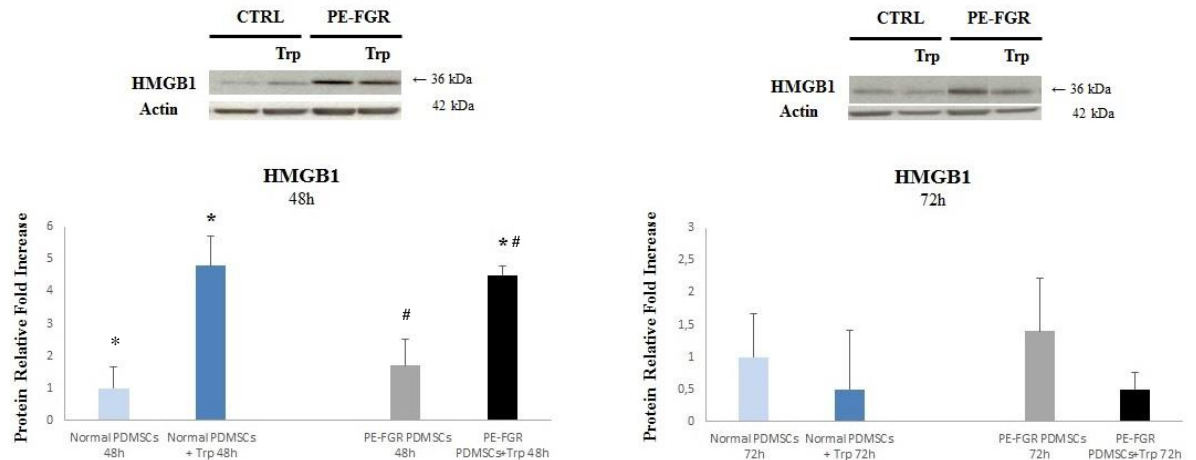 CTRL PE-FGR
Trp Trp
HMGB1 ← 36 kDa
Actin 42 kDa
HMGB1
48h
Protein Relative Fold Increase
6
5
4
3
2
1
0
*
*
#
* #
Normal PDMSCs
48h
Normal PDMSCs
+ Trp 48h
PE-FGR PDMSCs
48h
PE-FGR
PDMSCs+Trp 48h
CTRL PE-FGR
Trp Trp
HMGB1 ← 36 kDa
Actin 42 kDa
HMGB1
72h
Protein Relative Fold Increase
3
2,5
2
1,5
1
0,5
0
Normal PDMSCs
72h
Normal PDMSCs
+ Trp 72h
PE-FGR PDMSCs
72h
PE-FGR
PDMSCs+Trp 72h